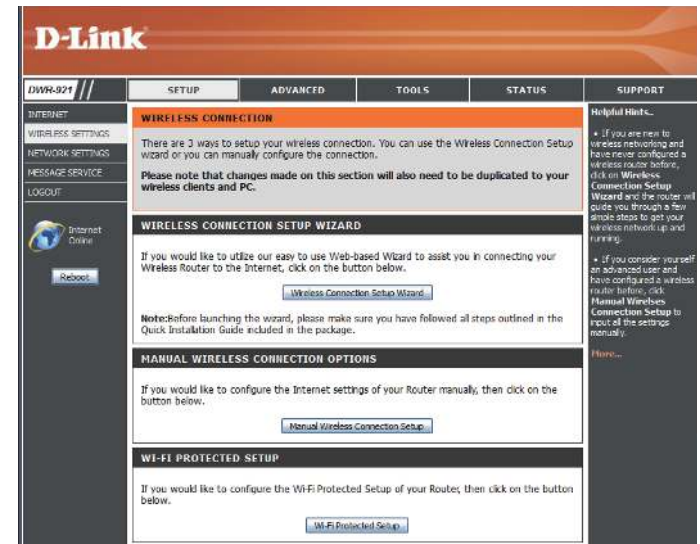 D-Link
DWR-921
SETUP
ADVANCED
TOOLS
STATUS
SUPPORT
INTERNET
WIRELESS SETTINGS
NETWORK SETTINGS
MESSAGE SERVICE
LOGOUT
Internet
Online
Reboot
WIRELESS CONNECTION
There are 3 ways to setup your wireless connection. You can use the Wireless Connection Setup
wizard or you can manually configure the connection.
Please note that changes made on this section will also need to be duplicated to your
wireless clients and PC.
WIRELESS CONNECTION SETUP WIZARD
If you would like to utilize our easy to use Web-based Wizard to assist you in connecting your
Wireless Router to the Internet, click on the button below.
Wireless Connection Setup Wizard
Note:Before launching the wizard, please make sure you have followed all steps outlined in the
Quick Installation Guide included in the package.
MANUAL WIRELESS CONNECTION OPTIONS
If you would like to configure the Internet settings of your Router manually, then click on the
button below.
Manual Wireless Connection Setup
WI-FI PROTECTED SETUP
If you would like to configure the Wi-Fi Protected Setup of your Router, then click on the button
below.
Wi-Fi Protected Setup
Helpful Hints..
• If you are new to
wireless networking and
have never configured a
wireless router before,
click on Wireless
Connection Setup
Wizard and the router will
guide you through a few
simple steps to get your
wireless network up and
running.
• If you consider yourself
an advanced user and
have configured a wireless
router before, click
Manual Wirelses
Connection Setup to
input all the settings
manually.
More...